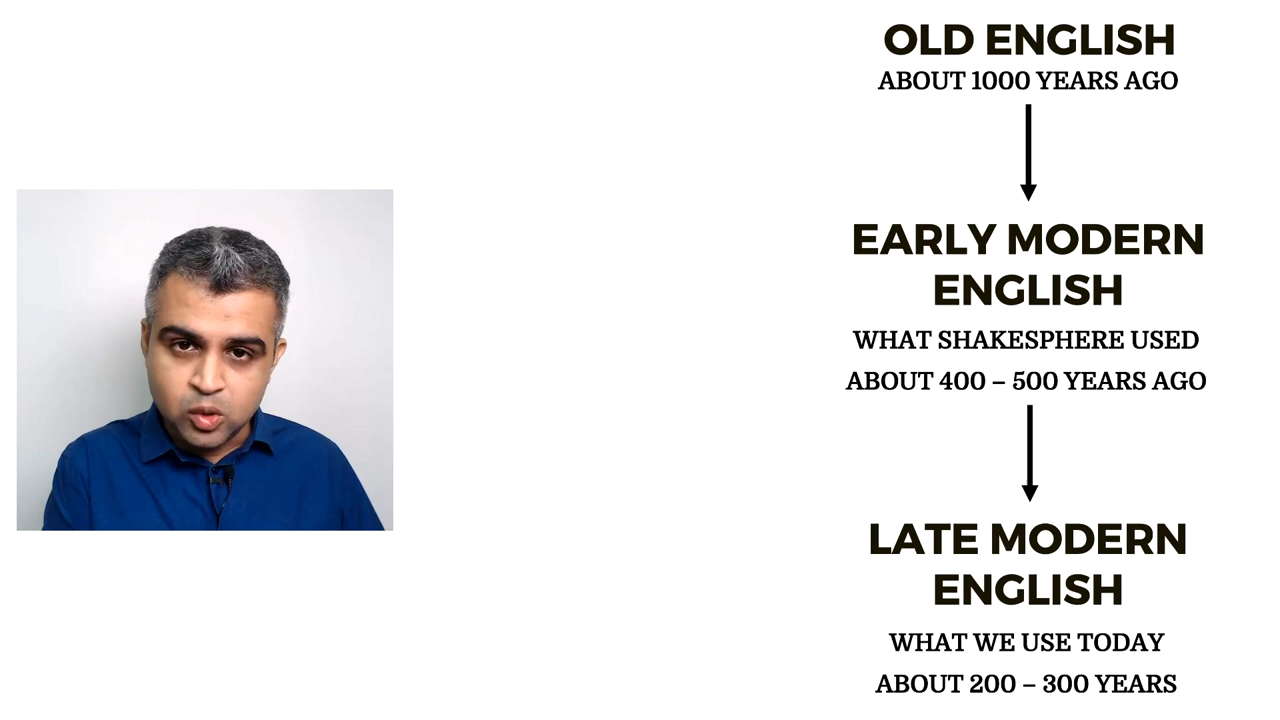 OLD ENGLISH
ABOUT 1000 YEARS AGO
EARLY MODERN
ENGLISH
WHAT SHAKESPHERE USED
ABOUT 400 – 500 YEARS AGO
LATE MODERN
ENGLISH
WHAT WE USE TODAY
ABOUT 200 – 300 YEARS